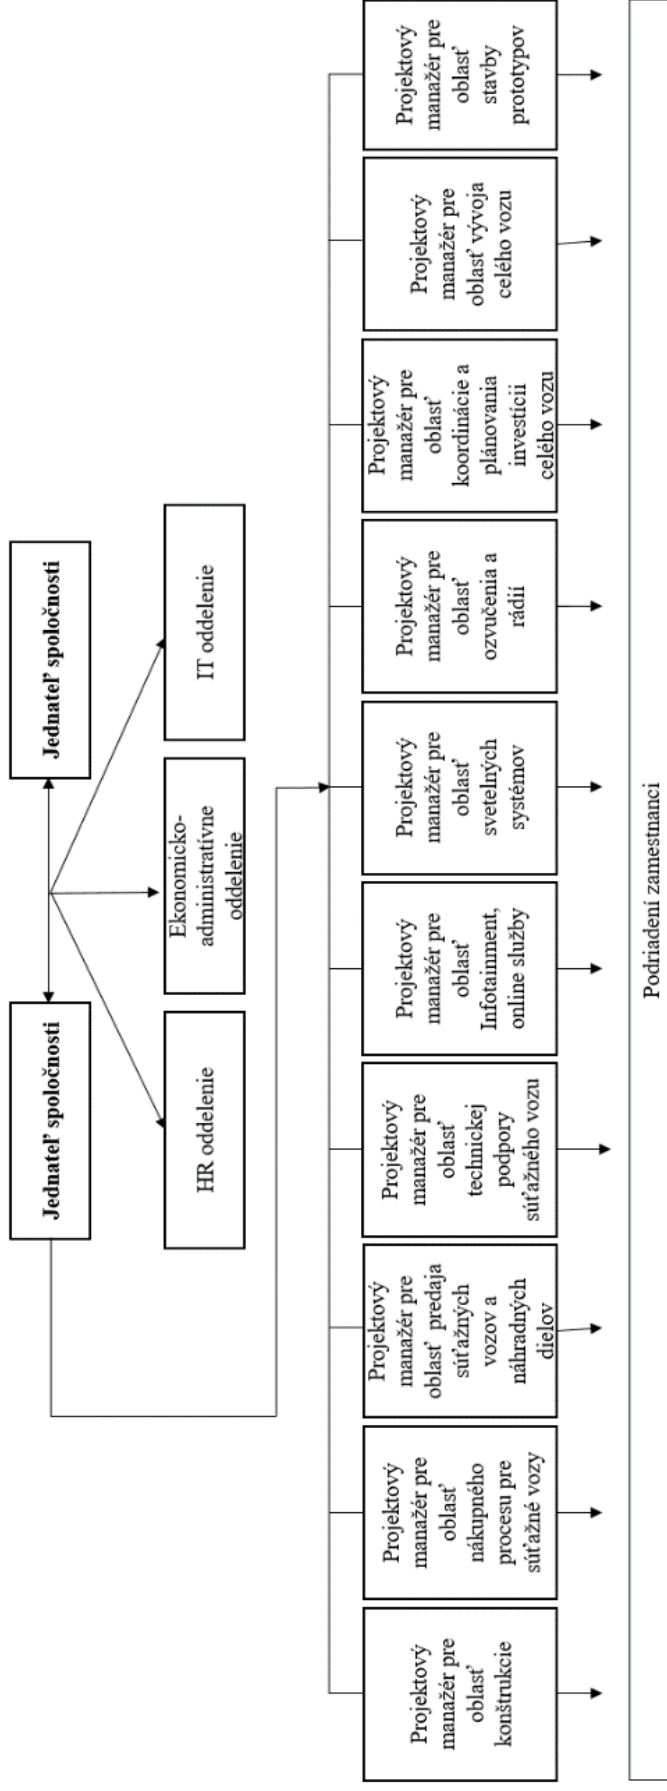 Jednateľ spoločnosti
Jednateľ spoločnosti
HR oddelenie
Ekonomicko-
administratívne
oddelenie
IT oddelenie
Projektový
manažér pre
oblasť
konštrukcie
Projektový
manažér pre
oblasť
nákupného
procesu pre
súťažné vozy
Projektový
manažér pre
oblasť predaja
súťažných
vozov a
náhradných
dielov
Projektový
manažér pre
oblasť
technickej
podpory
súťažného vozu
Projektový
manažér pre
oblasť
Infotainment,
online služby
Projektový
manažér pre
oblasť
svetelných
systémov
Projektový
manažér pre
oblasť
ozvučenia a
rádií
Projektový
manažér pre
oblasť
koordinácie a
plánovania
investícii
celého vozu
Projektový
manažér pre
oblasť vývoja
celého vozu
Projektový
manažér pre
oblasť
stavby
prototypov
Podriadení zamestnanci